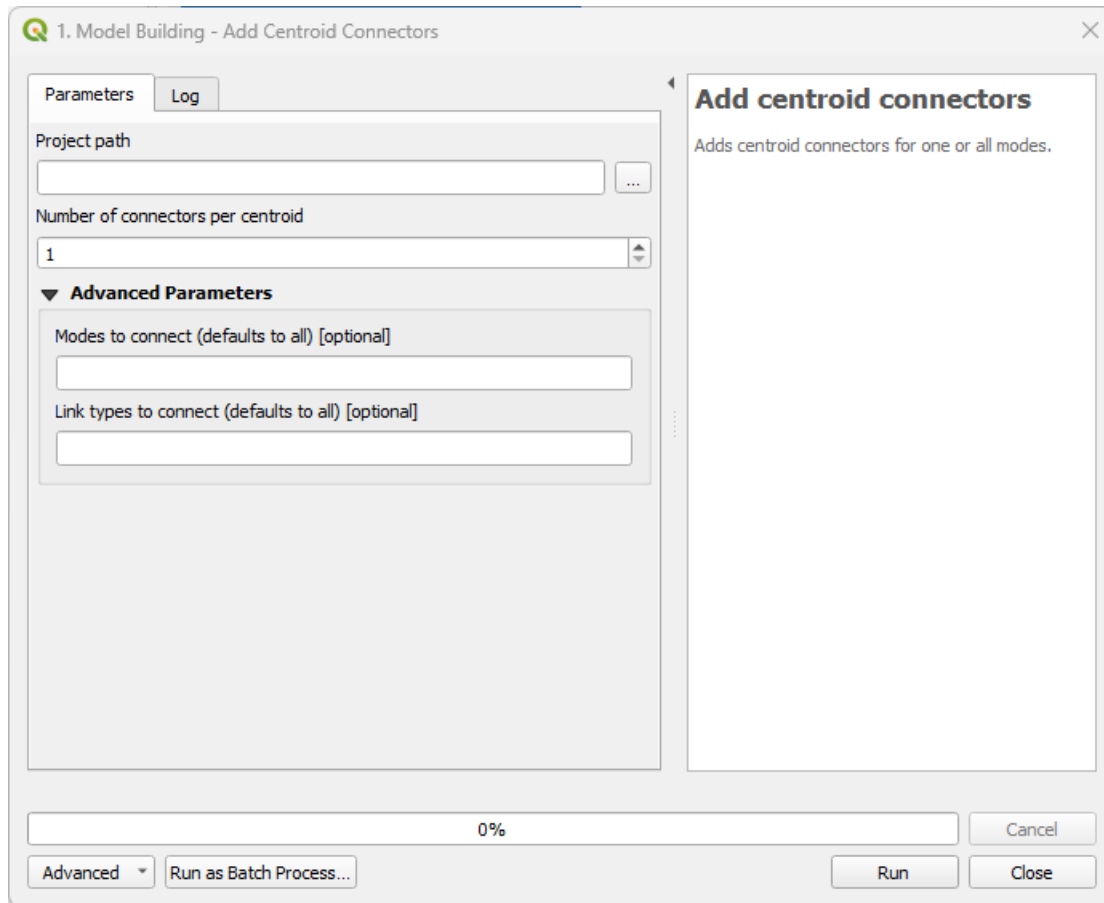 1. Model Building - Add Centroid Connectors
Parameters
Log
Project path
...
Number of connectors per centroid
1
Advanced Parameters
Modes to connect (defaults to all) [optional]
Link types to connect (defaults to all) [optional]
Add centroid connectors
Adds centroid connectors for one or all modes.
0%
Cancel
Advanced
Run as Batch Process...
Run
Close